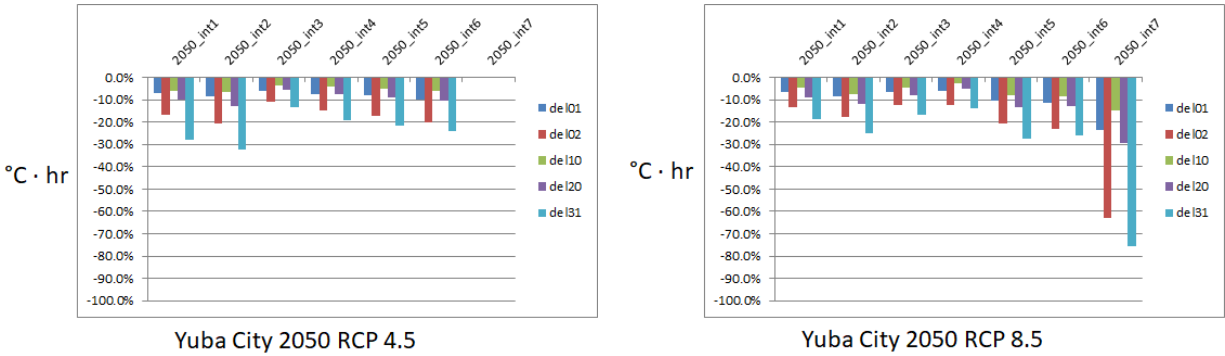 2050_int1
2050_int2
2050_int3
2050_int4
2050_int5
2050_int6
2050_int7
0.0%
-10.0%
-20.0%
-30.0%
-40.0%
-50.0%
-60.0%
-70.0%
-80.0%
-90.0%
-100.0%
°C · hr
del01
del02
del10
del20
del31
Yuba City 2050 RCP 4.5
2050_int1
2050_int2
2050_int3
2050_int4
2050_int5
2050_int6
2050_int7
0.0%
-10.0%
-20.0%
-30.0%
-40.0%
-50.0%
-60.0%
-70.0%
-80.0%
-90.0%
-100.0%
°C · hr
del01
del02
del10
del20
del31
Yuba City 2050 RCP 8.5